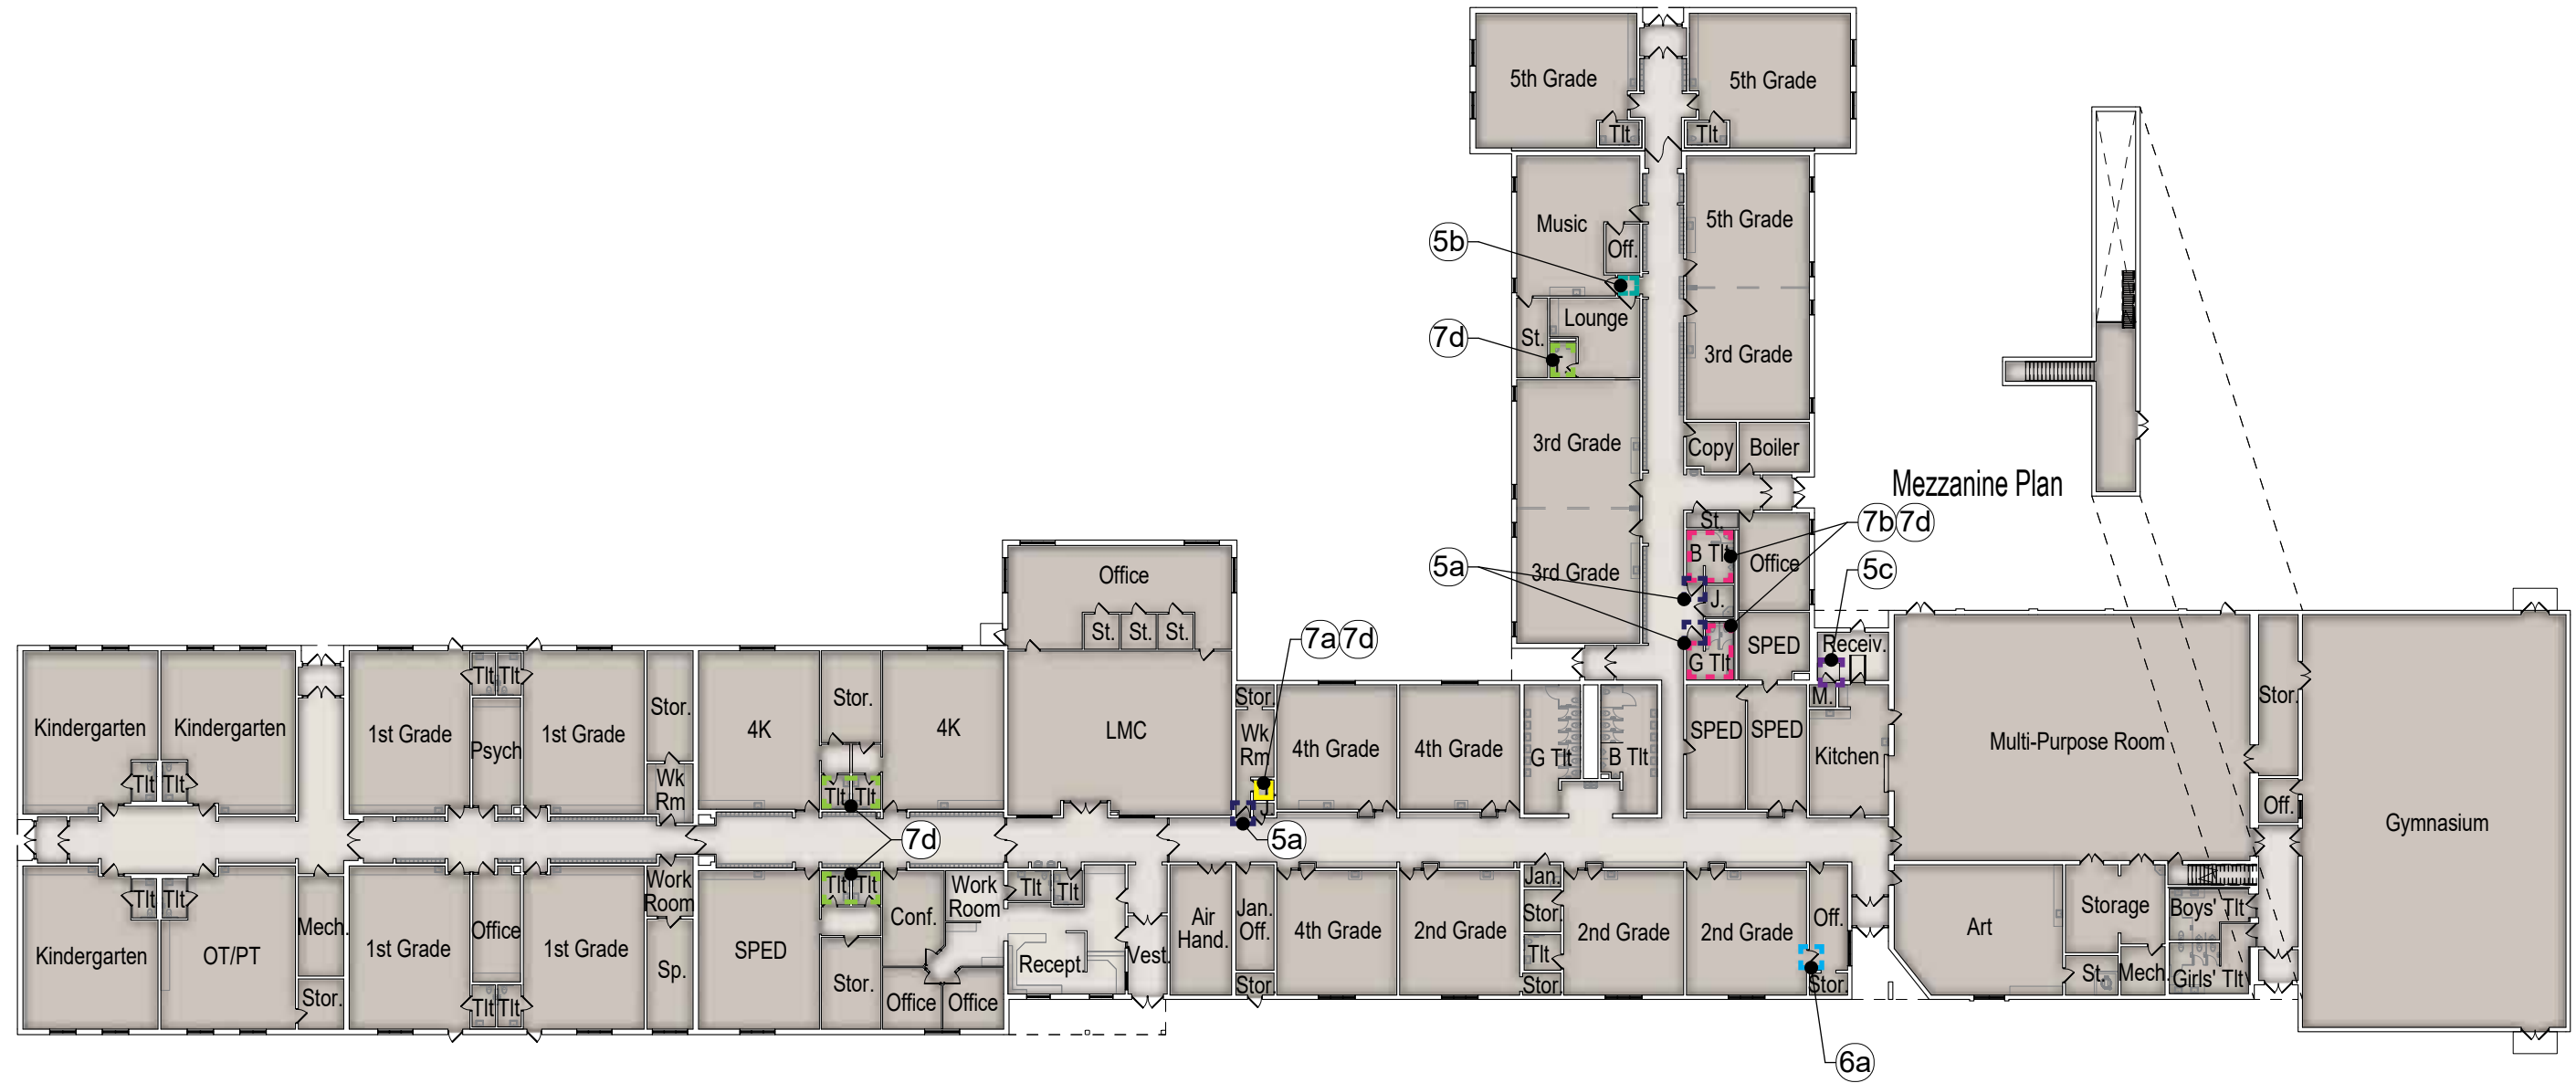 5th Grade
5th Grade
Tlt
Tlt
Music
5th Grade
5b
Off.
Lounge
7d
St.
3rd Grade
3rd Grade
Copy
Boiler
Mezzanine Plan
St.
7b 7d
B Tlt
Office
5a
3rd Grade
5c
J.
Office
St.
St.
St.
7a 7d
G Tlt
SPED
Receiv.
Tlt
Tlt
Stor.
Stor.
Stor.
M.
Stor.
Kindergarten
Kindergarten
1st Grade
Psych
1st Grade
4K
4K
LMC
Wk
Rm
4th Grade
4th Grade
G Tlt
B Tlt
SPED
SPED
Kitchen
Multi-Purpose Room
Tlt
Tlt
Wk
Rm
Tlt
Tlt
J.
Off.
7d
5a
Gymnasium
Tlt
Tlt
Work
Room
Tlt
Tlt
Work
Room
Tlt
Tlt
Jan.
Mech.
Conf.
Air
Hand.
Jan.
Off.
Stor.
Off.
Storage
Boys' Tlt
Kindergarten
OT/PT
1st Grade
Office
1st Grade
Sp.
SPED
Recept.
Vest.
4th Grade
2nd Grade
Tlt
2nd Grade
2nd Grade
Art
Stor.
Tlt
Tlt
Stor.
Office
Office
Stor.
Stor.
Stor.
St.
Mech.
Girls' Tlt
6a